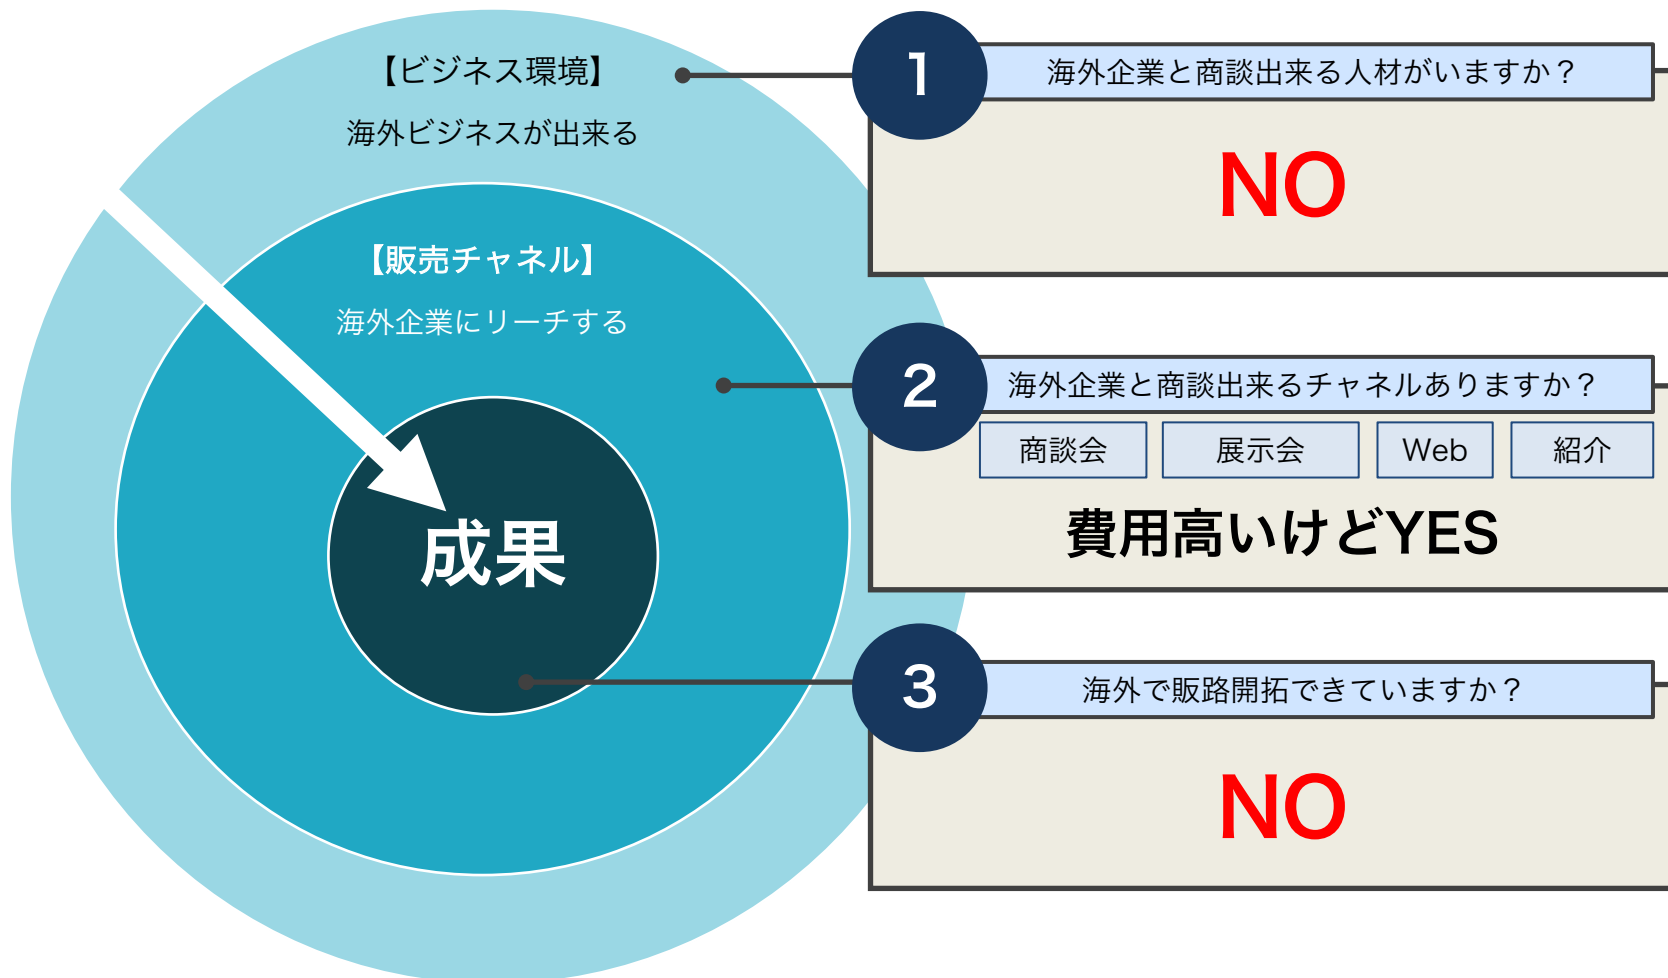 【ビジネス環境】
海外ビジネスが出来る
【販売チャネル】
海外企業にリーチする
成果
1
海外企業と商談出来る人材がいますか？
NO
2
海外企業と商談出来るチャネルありますか？
商談会 展示会 Web 紹介
費用高いけどYES
3
海外で販路開拓できていますか？
NO